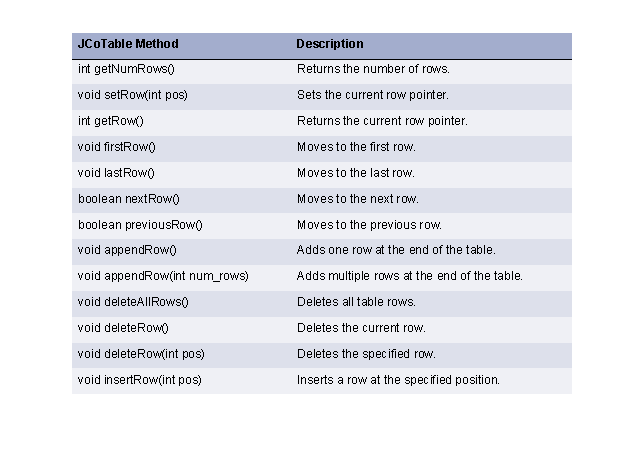 JCoTable Method Description
int getNumRows() Returns the number of rows.
void setRow(int pos) Sets the current row pointer.
int getRow() Returns the current row pointer.
void firstRow() Moves to the first row.
void lastRow() Moves to the last row.
boolean nextRow() Moves to the next row.
boolean previousRow() Moves to the previous row.
void appendRow() Adds one row at the end of the table.
void appendRow(int num_rows) Adds multiple rows at the end of the table.
void deleteAllRows() Deletes all table rows.
void deleteRow() Deletes the current row.
void deleteRow(int pos) Deletes the specified row.
void insertRow(int pos) Inserts a row at the specified position.